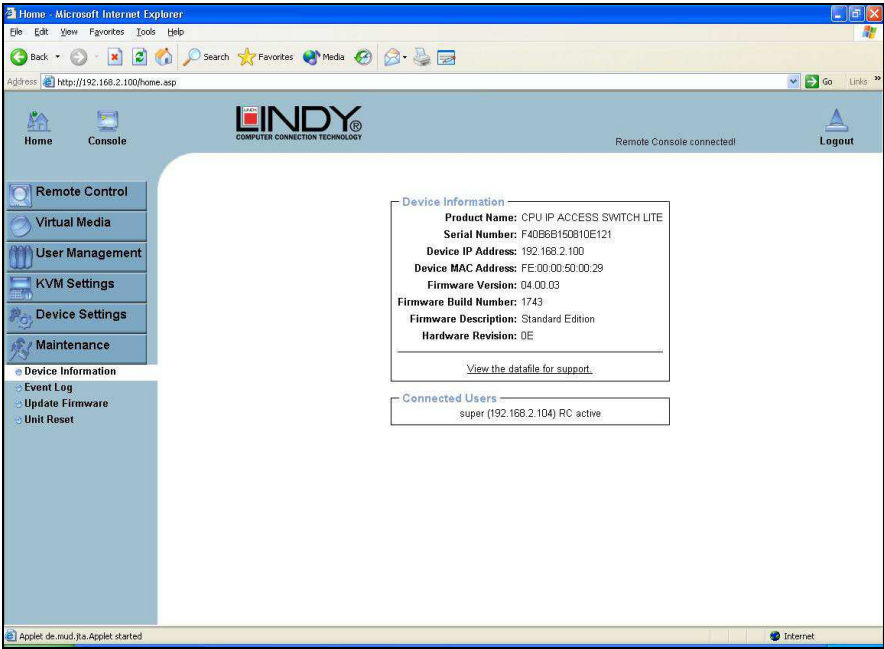 Home - Microsoft Internet Explorer
File Edit View Favorites Tools Help
Back Search Favorites Media
Address http://192.168.2.100/home.asp Go Links »
Home Console
LINDY®
COMPUTER CONNECTION TECHNOLOGY
Remote Console connected!
Logout
Remote Control
Virtual Media
User Management
KVM Settings
Device Settings
Maintenance
Device Information
Event Log
Update Firmware
Unit Reset
Device Information
Product Name: CPU IP ACCESS SWITCH LITE
Serial Number: F40B6B150810E121
Device IP Address: 192.168.2.100
Device MAC Address: FE:00:00:50:00:29
Firmware Version: 04.00.03
Firmware Build Number: 1743
Firmware Description: Standard Edition
Hardware Revision: 0E
View the datafile for support.
Connected Users
super (192.168.2.104) RC active
Applet de.mud.jta.Applet started
Internet